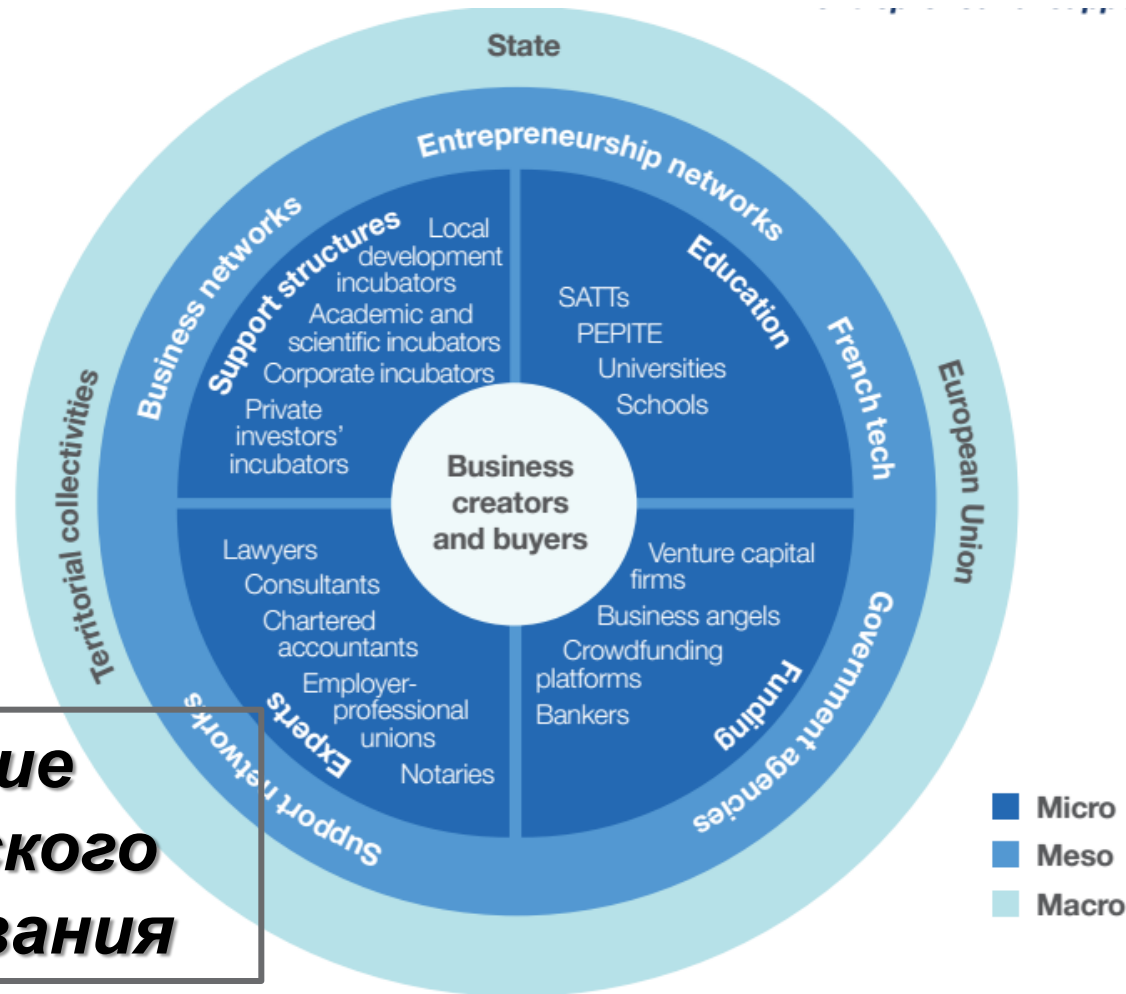 State
Entrepreneurship networks
Business networks
French tech
Territorial collectivities
European Union
Support structures
Local
development
incubators
Academic and
scientific incubators
Corporate incubators
Private
investors’
incubators
Education
SATTs
PEPITE
Universities
Schools
Business
creators
and buyers
Lawyers
Consultants
Chartered
accountants
Employer-
professional
unions
Notaries
Experts
Venture capital
firms
Business angels
Crowdfunding
platforms
Bankers
Funding
Support networks
Government agencies
Micro
Meso
Macro